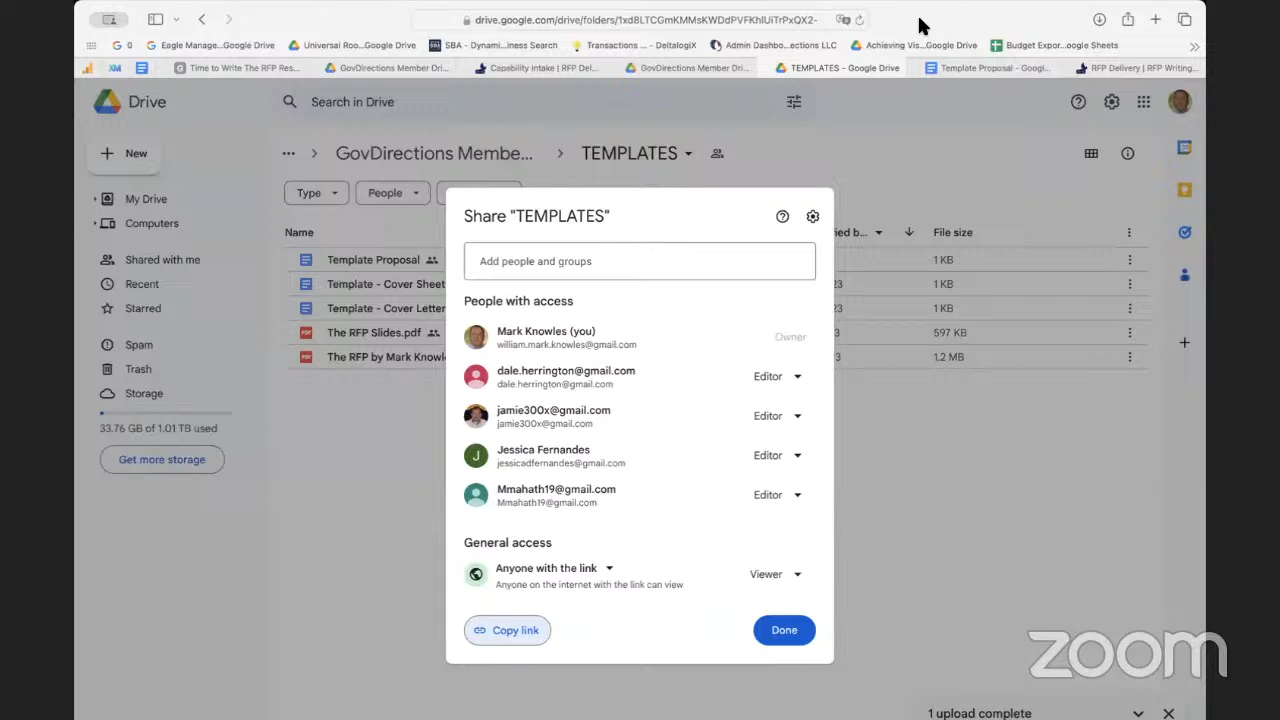 drive.google.com/drive/folders/1xd8LTCGmKMMsKWDdPVFKhlUiTrPxQX2-
G 0
Eagle Manage...Google Drive
Universal Roo...Google Drive
SBA - Dynami...iness Search
Transactions ... - DeltalogiX
Admin Dashbo...ections LLC
Achieving Vis...Google Drive
Budget Expor...oogle Sheets
XM
Time to Write The RFP Res...
GovDirections Member Dri...
Capability Intake | RFP Del...
GovDirections Member Dri...
TEMPLATES - Google Drive
Template Proposal - Googl...
RFP Delivery | RFP Writing...
Drive
Search in Drive
New
GovDirections Membe...
TEMPLATES
My Drive
Computers
Shared with me
Recent
Starred
Spam
Trash
Storage
33.76 GB of 1.01 TB used
Get more storage
Type
People
Name
ied b...
File size
Template Proposal
1 KB
Template - Cover Sheet
23
1 KB
Template - Cover Letter
23
1 KB
The RFP Slides.pdf
3
597 KB
The RFP by Mark Knowl
3
1.2 MB
Share "TEMPLATES"
Add people and groups
People with access
Mark Knowles (you)
william.mark.knowles@gmail.com
Owner
dale.herrington@gmail.com
dale.herrington@gmail.com
Editor
jamie300x@gmail.com
jamie300x@gmail.com
Editor
J
Jessica Fernandes
jessicadfernandes@gmail.com
Editor
Mmahath19@gmail.com
Mmahath19@gmail.com
Editor
General access
Anyone with the link
Anyone on the internet with the link can view
Viewer
Copy link
Done
zoom
1 upload complete